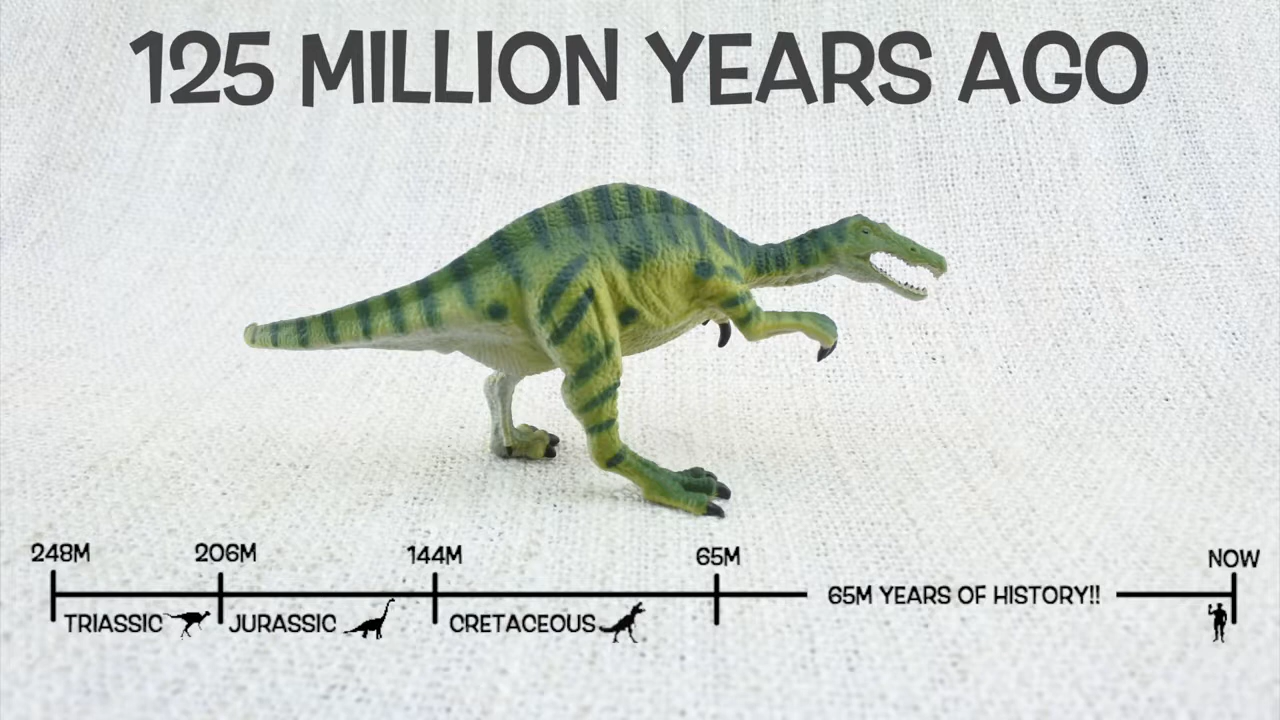 125 MILLION YEARS AGO
248M 206M 144M 65M NOW
65M YEARS OF HISTORY!!
TRIASSIC JURASSIC CRETACEOUS